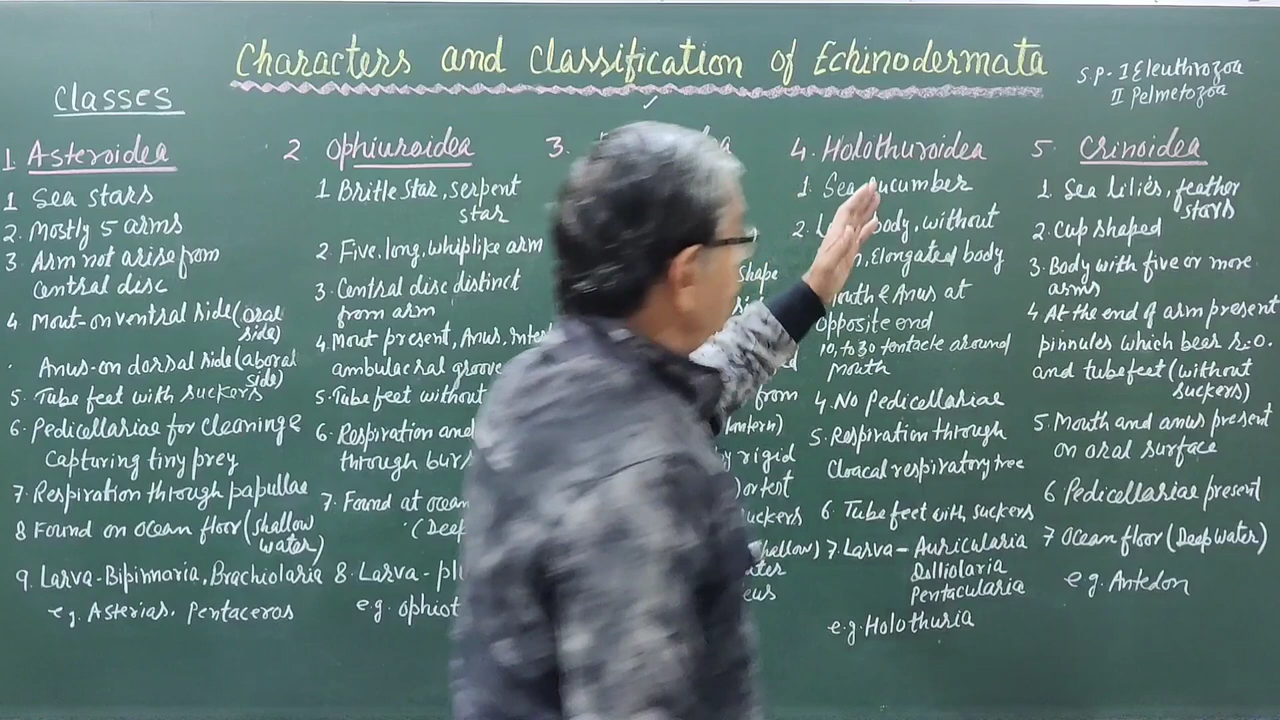 Characters and classification of Echinodermata
S.P- I Eleuthrozoa
II Pelmetozoa
Classes
1. Asteroidea
1 Sea stars
2. Mostly 5 arms
3 Arm not arise from
central disc
4 Mout-on ventral side (oral
side)
Anus-on dorsal side (aboral
side)
5. Tube feet with suckers
6. Pedicellariae for cleaning &
Capturing tiny prey
7. Respiration through papullae
8 Found on ocean floor (shallow
water)
9. Larva-Bipinnaria, Brachiolaria
e.g. Asterias. Pentaceros
2 Ophiuroidea
1 Britle star, serpent
star
2. Five, long, whiplike arm
3. Central disc distinct
from arm
4. Mout present, Anus,
ambulacral groove
5. Tube feet without
6. Respiration and
through
7. Found at ocean
(Deep
8. Larva-
e.g.
3.
shape
from
rigid
or test
suckers
(shallow)
4. Holothuroidea
1. Sea cucumber
2. body, without
, Elongated body
& Anus at
opposite end
10, to 30 tentacle around
mouth
4. No Pedicellariae
5. Respiration through
Cloacal respiratory tree
6. Tube feet with suckers
7. Larva - Auricularia
Dilliolaria
Pentacularia
e.g. Holothuria
5. Crinoidea
1. Sea lilies, feather
stars
2. Cup shaped
3. Body with five or more
arms
4 At the end of arm present
pinnules which bear r.o.
and tube feet (without
suckers)
5. Mouth and anus present
on oral surface
6 Pedicellariae present
7 Ocean floor (Deep water)
e.g. Antedon